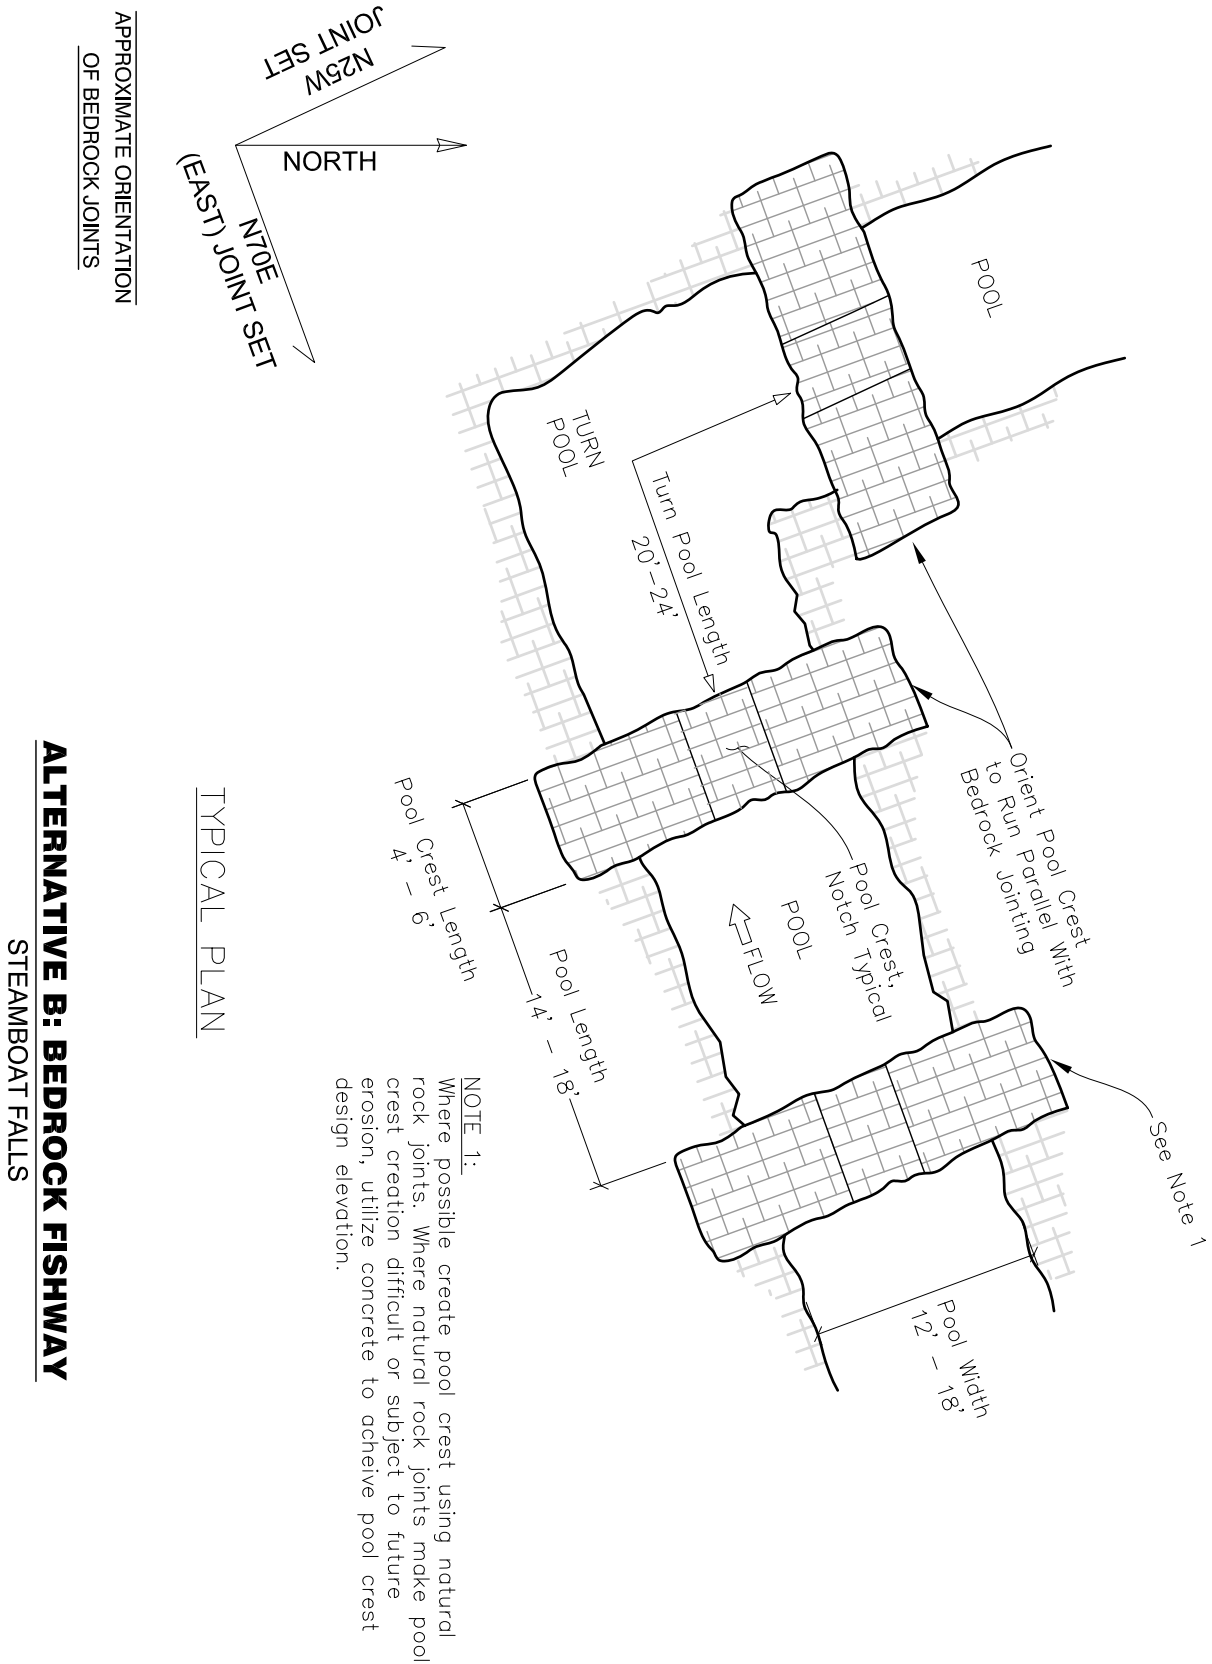 POOL
TURN
POOL
Turn Pool Length
20'-24'
Orient Pool Crest
to Run Parallel With
Bedrock Jointing
Pool Crest,
Notch Typical
POOL
FLOW
See Note 1
Pool Width
12' - 18'
Pool Crest Length
4' - 6'
Pool Length
14' - 18'
N25W
JOINT SET
NORTH
N70E
(EAST) JOINT SET
APPROXIMATE ORIENTATION
OF BEDROCK JOINTS
NOTE 1:
Where possible create pool crest using natural
rock joints. Where natural rock joints make pool
crest creation difficult or subject to future
erosion, utilize concrete to acheive pool crest
design elevation.
TYPICAL PLAN
ALTERNATIVE B: BEDROCK FISHWAY
STEAMBOAT FALLS